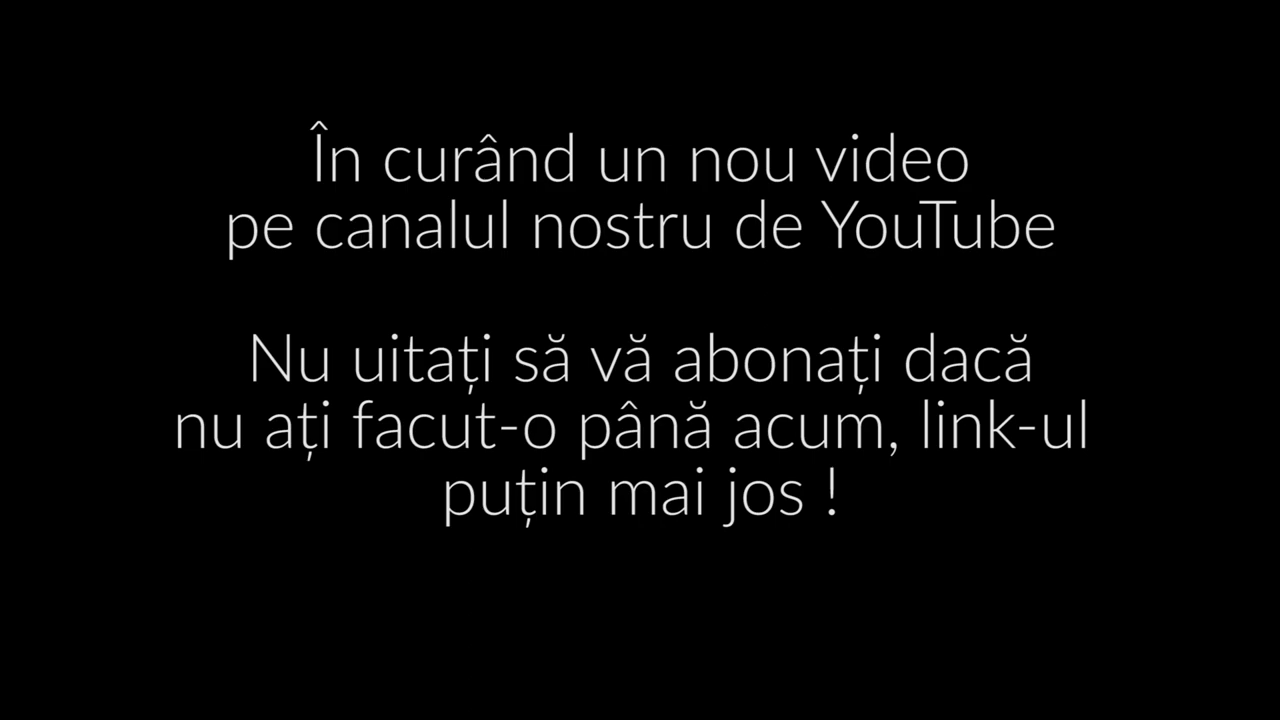 În curând un nou video
pe canalul nostru de YouTube
Nu uitați să vă abonați dacă
nu ați facut-o până acum, link-ul
puțin mai jos !